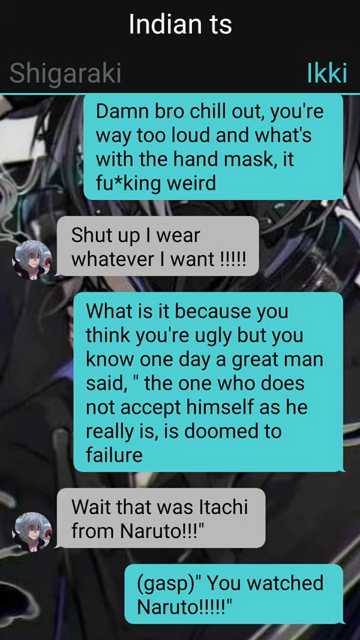 Indian ts
Shigaraki Ikki
Damn bro chill out, you're
way too loud and what's
with the hand mask, it
fu*king weird
Shut up I wear
whatever I want !!!!!
What is it because you
think you're ugly but you
know one day a great man
said, " the one who does
not accept himself as he
really is, is doomed to
failure
Wait that was Itachi
from Naruto!!!"
(gasp)" You watched
Naruto!!!!!"